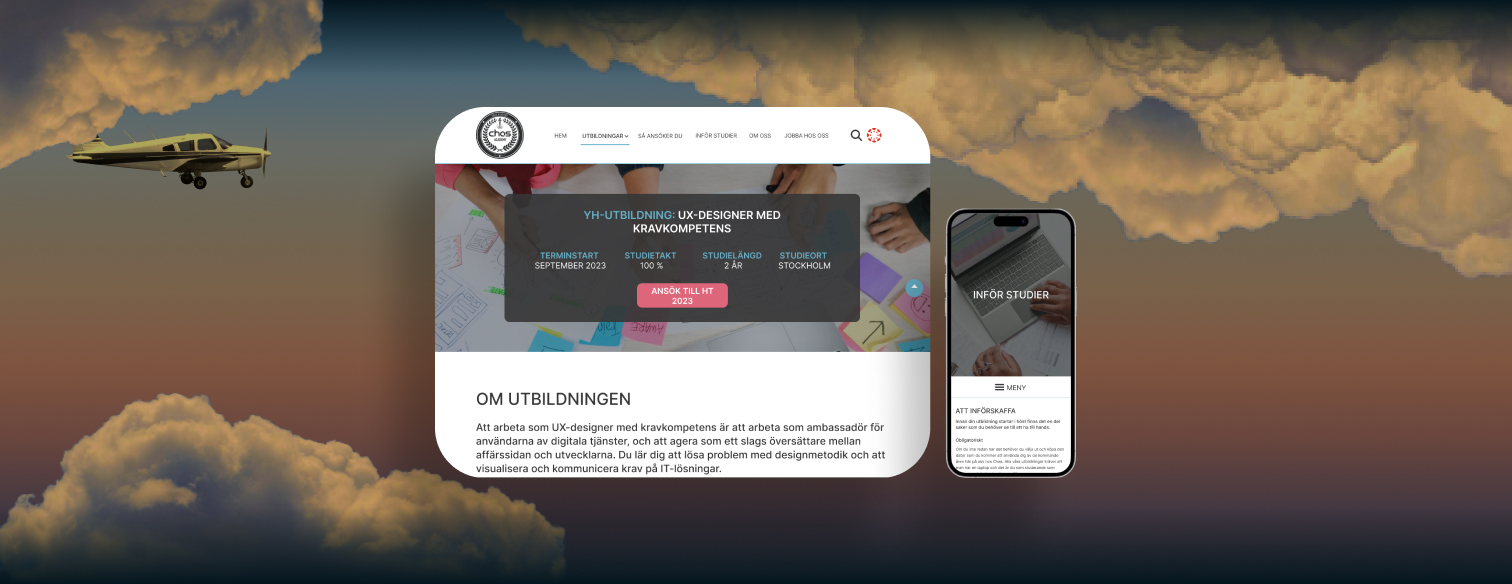 chos
HEM
UTBILDNINGAR
SÅ ANSÖKER DU
INFÖR STUDIER
OM OSS
JOBBA HOS OSS
YH-UTBILDNING: UX-DESIGNER MED
KRAVKOMPETENS
TERMINSTART
SEPTEMBER 2023
STUDIETAKT
100 %
STUDIELÄNGD
2 ÅR
STUDIEORT
STOCKHOLM
ANSÖK TILL HT
2023
OM UTBILDNINGEN
Att arbeta som UX-designer med kravkompetens är att arbeta som ambassadör för
användarna av digitala tjänster, och att agera som ett slags översättare mellan
affärssidan och utvecklarna. Du lär dig att lösa problem med designmetodik och att
visualisera och kommunicera krav på IT-lösningar.
INFÖR STUDIER
MENY
ATT INFÖRSKAFFA
Innan din utbildning startar i höst finns det en del
saker som du behöver se till att ha till hands.
Obligatoriskt